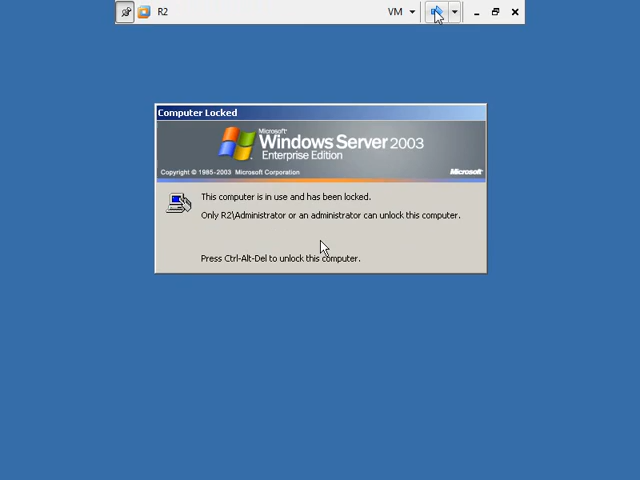 R2
VM
Computer Locked
Microsoft
Windows Server 2003
Enterprise Edition
Copyright © 1985-2003 Microsoft Corporation
Microsoft
This computer is in use and has been locked.
Only R2\Administrator or an administrator can unlock this computer.
Press Ctrl-Alt-Del to unlock this computer.